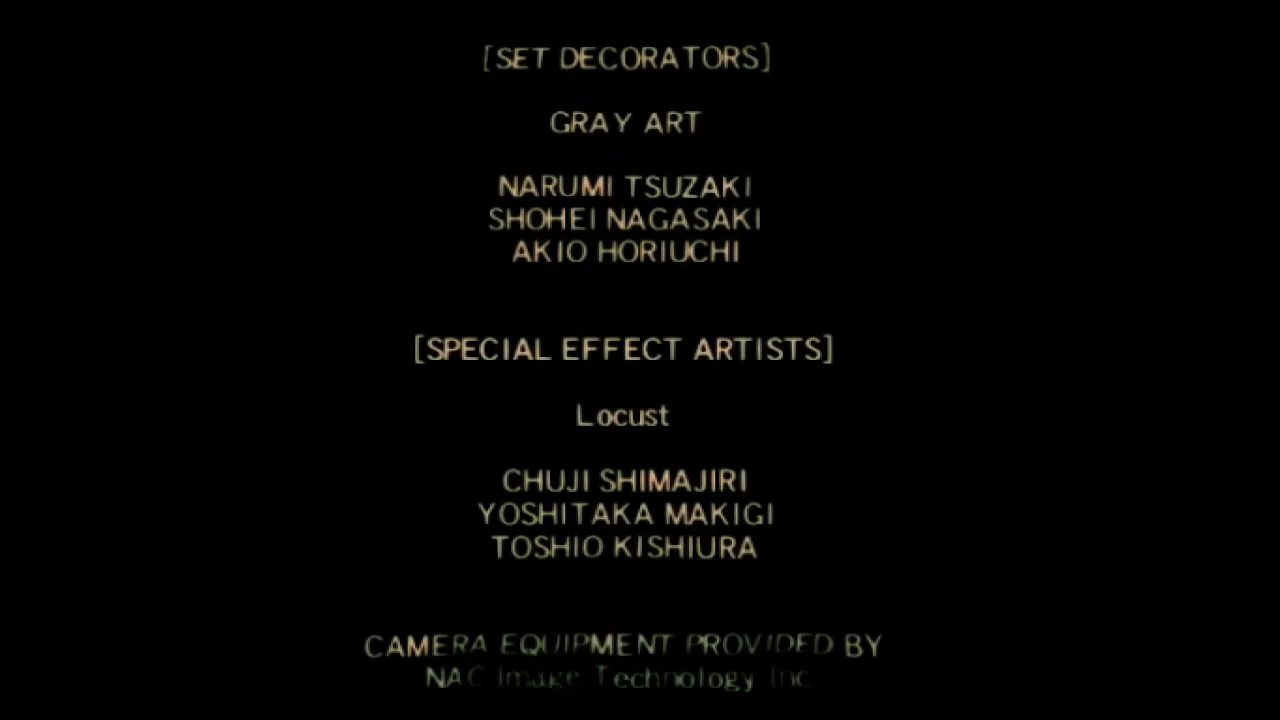 [SET DECORATORS]
GRAY ART
NARUMI TSUZAKI
SHOHEI NAGASAKI
AKIO HORIUCHI
[SPECIAL EFFECT ARTISTS]
Locust
CHUJI SHIMAJIRI
YOSHITAKA MAKIGI
TOSHIO KISHIURA
CAMERA EQUIPMENT PROVIDED BY
NAC Image Technology Inc.